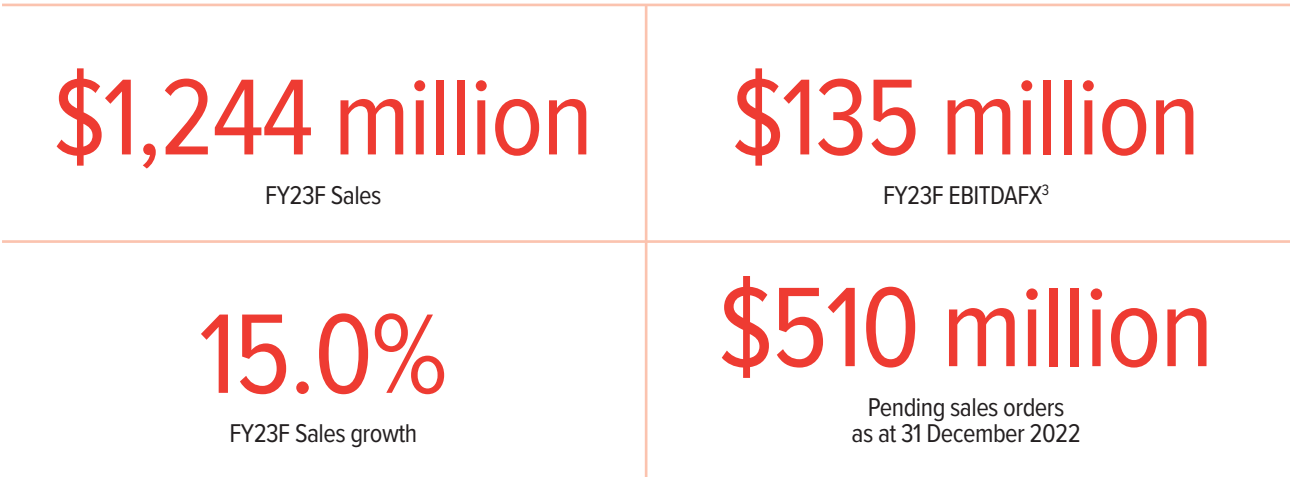 $1,244 million
FY23F Sales
$135 million
FY23F EBITDAFX³
15.0%
FY23F Sales growth
$510 million
Pending sales orders
as at 31 December 2022